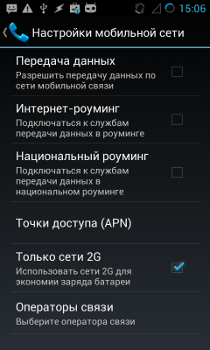 15:06
Настройки мобильной сети
Передача данных
Разрешить передачу данных по
сети мобильной связи
Интернет-роуминг
Подключаться к службам
передачи данных в роуминге
Национальный роуминг
Подключаться к службам
передачи данных в
национальном роуминге
Точки доступа (APN)
Только сети 2G
Использовать сети 2G для
экономии заряда батареи
Операторы связи
Выберите оператора связи